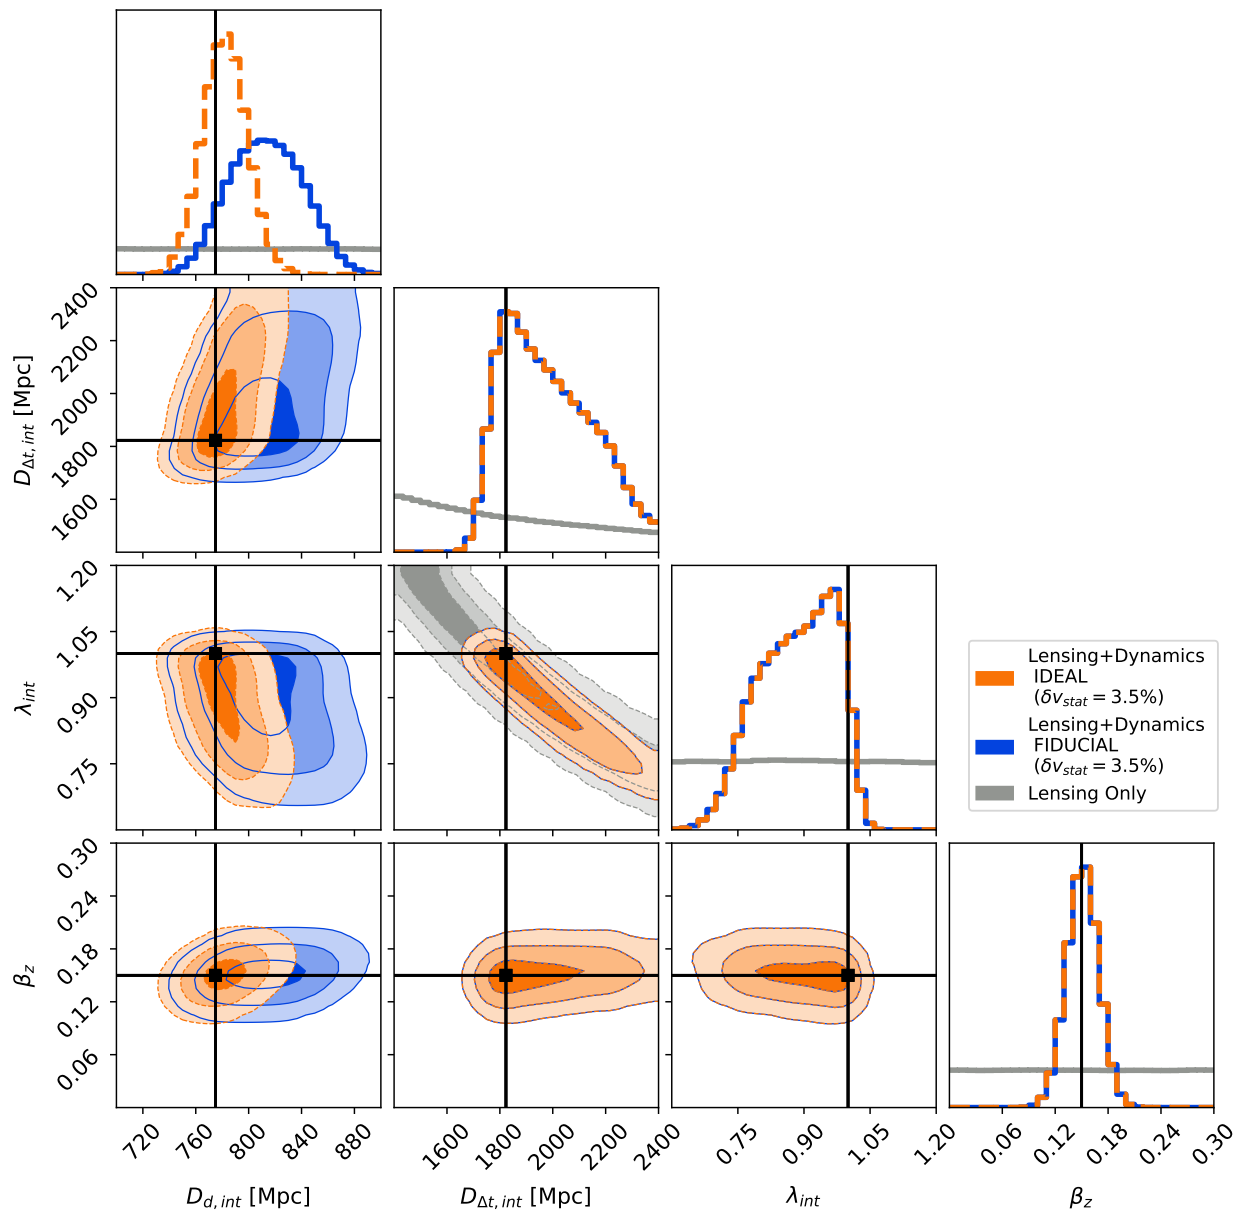 2400
2200
2000
1800
1600
D_{Δt, int} [Mpc]
1.20
1.05
0.90
0.75
λ_{int}
Lensing+Dynamics
IDEAL
(δv_{stat} = 3.5%)
Lensing+Dynamics
FIDUCIAL
(δv_{stat} = 3.5%)
Lensing Only
0.30
0.24
0.18
0.12
0.06
β_z
720 760 800 840 880
1600 1800 2000 2200 2400
0.75 0.90 1.05 1.20
0.06 0.12 0.18 0.24 0.30
D_{d, int} [Mpc]
D_{Δt, int} [Mpc]
λ_{int}
β_z